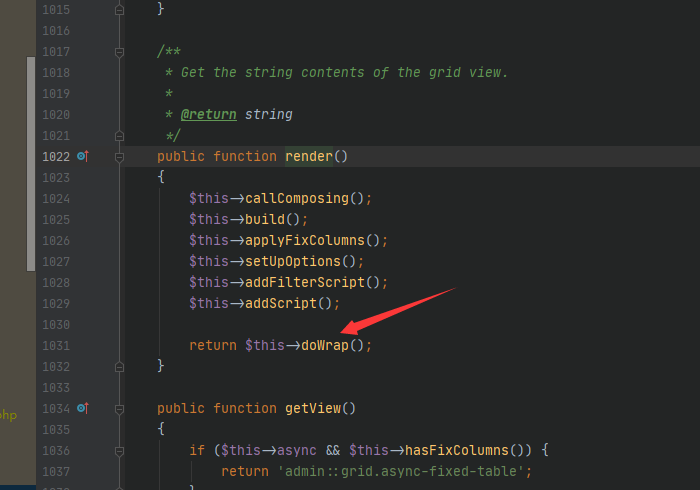 1015 }
1016
1017 /**
1018 * Get the string contents of the grid view.
1019 *
1020 * @return string
1021 */
1022 public function render()
1023 {
1024 $this->callComposing();
1025 $this->build();
1026 $this->applyFixColumns();
1027 $this->setUpOptions();
1028 $this->addFilterScript();
1029 $this->addScript();
1030
1031 return $this->doWrap();
1032 }
1033
1034 public function getView()
php
1035 {
1036 if ($this->async && $this->hasFixColumns()) {
1037 return 'admin::grid.async-fixed-table';
}